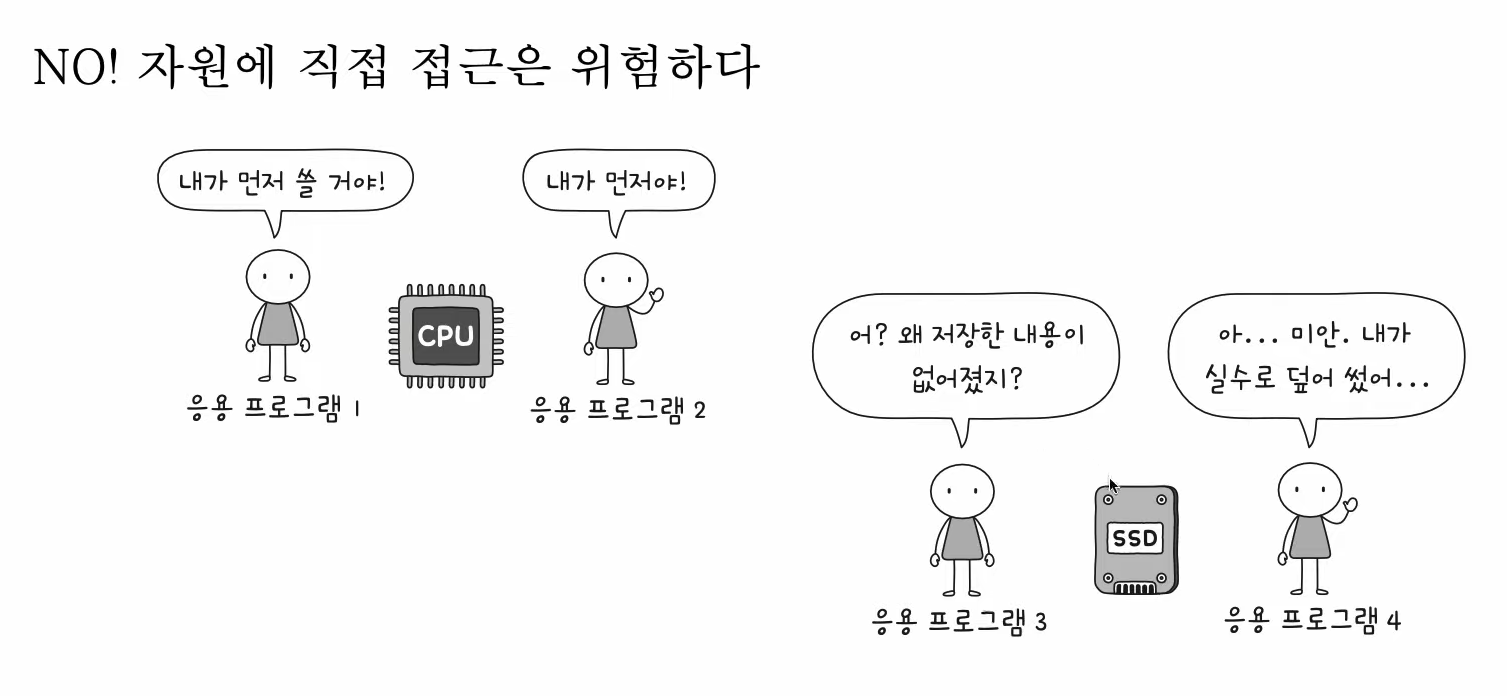 NO! 자원에 직접 접근은 위험하다
내가 먼저 쓸 거야!
내가 먼저야!
CPU
응용 프로그램 1
응용 프로그램 2
어? 왜 저장한 내용이
없어졌지?
아... 미안. 내가
실수로 덮어 썼어...
SSD
응용 프로그램 3
응용 프로그램 4